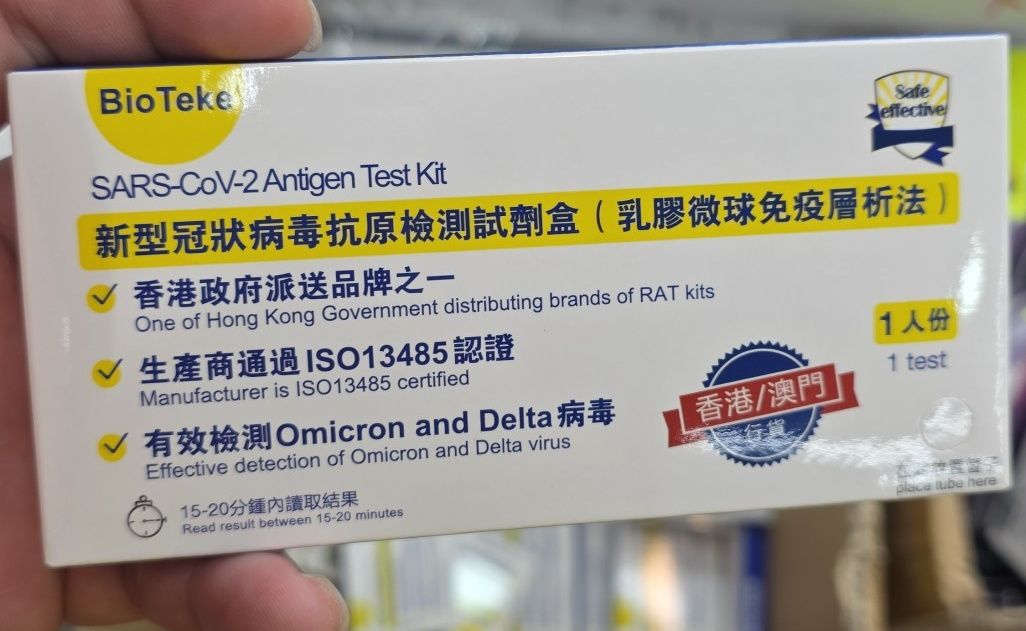 BioTeke
Safe
effective
SARS-CoV-2 Antigen Test Kit
新型冠狀病毒抗原檢測試劑盒（乳膠微球免疫層析法）
香港政府派送品牌之一
One of Hong Kong Government distributing brands of RAT kits
生產商通過ISO13485認證
Manufacturer is ISO13485 certified
有效檢測Omicron and Delta病毒
Effective detection of Omicron and Delta virus
15-20分鍾內讀取結果
Read result between 15-20 minutes
1人份
1 test
香港/澳門
行貨
place tube here